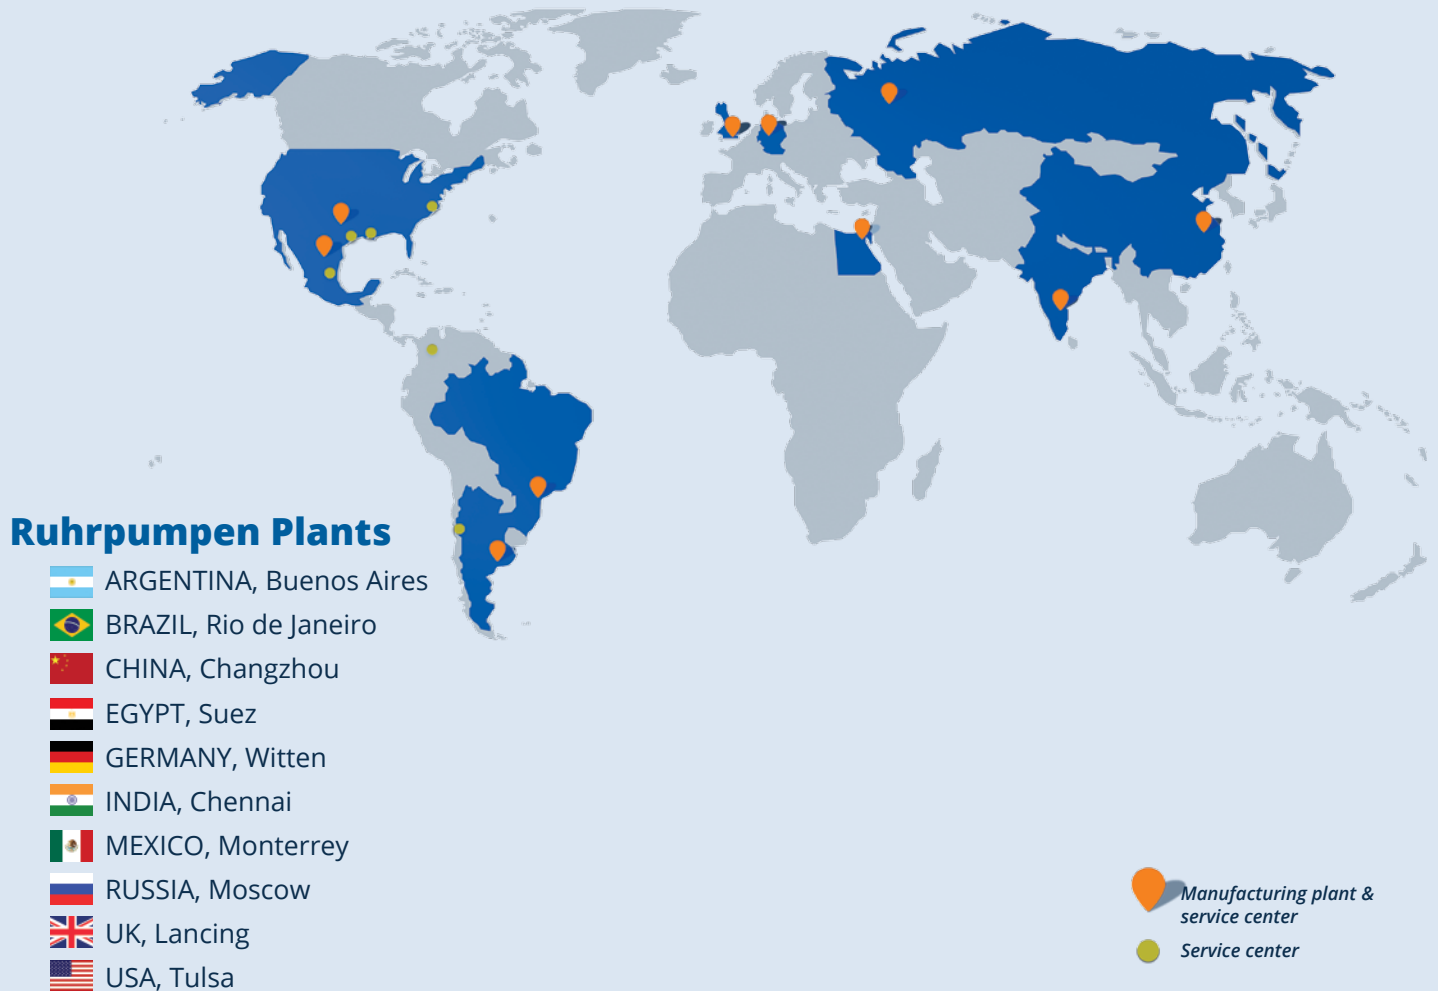 Ruhrpumpen Plants
ARGENTINA, Buenos Aires
BRAZIL, Rio de Janeiro
CHINA, Changzhou
EGYPT, Suez
GERMANY, Witten
INDIA, Chennai
MEXICO, Monterrey
RUSSIA, Moscow
UK, Lancing
USA, Tulsa
Manufacturing plant &
service center
Service center